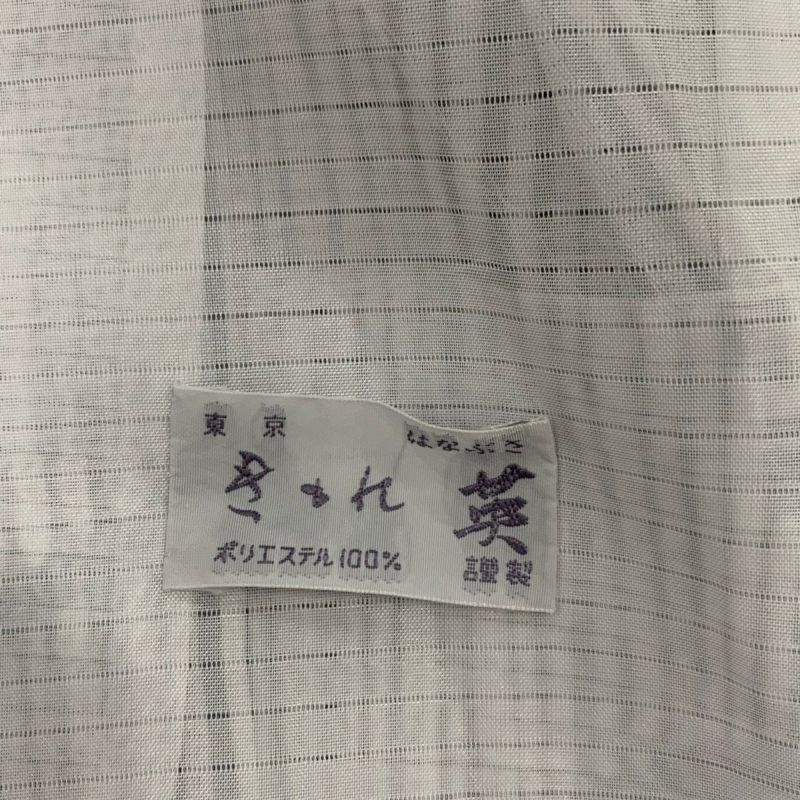 東京
はなぶさ
きもの 英
ポリエステル100%
謹製